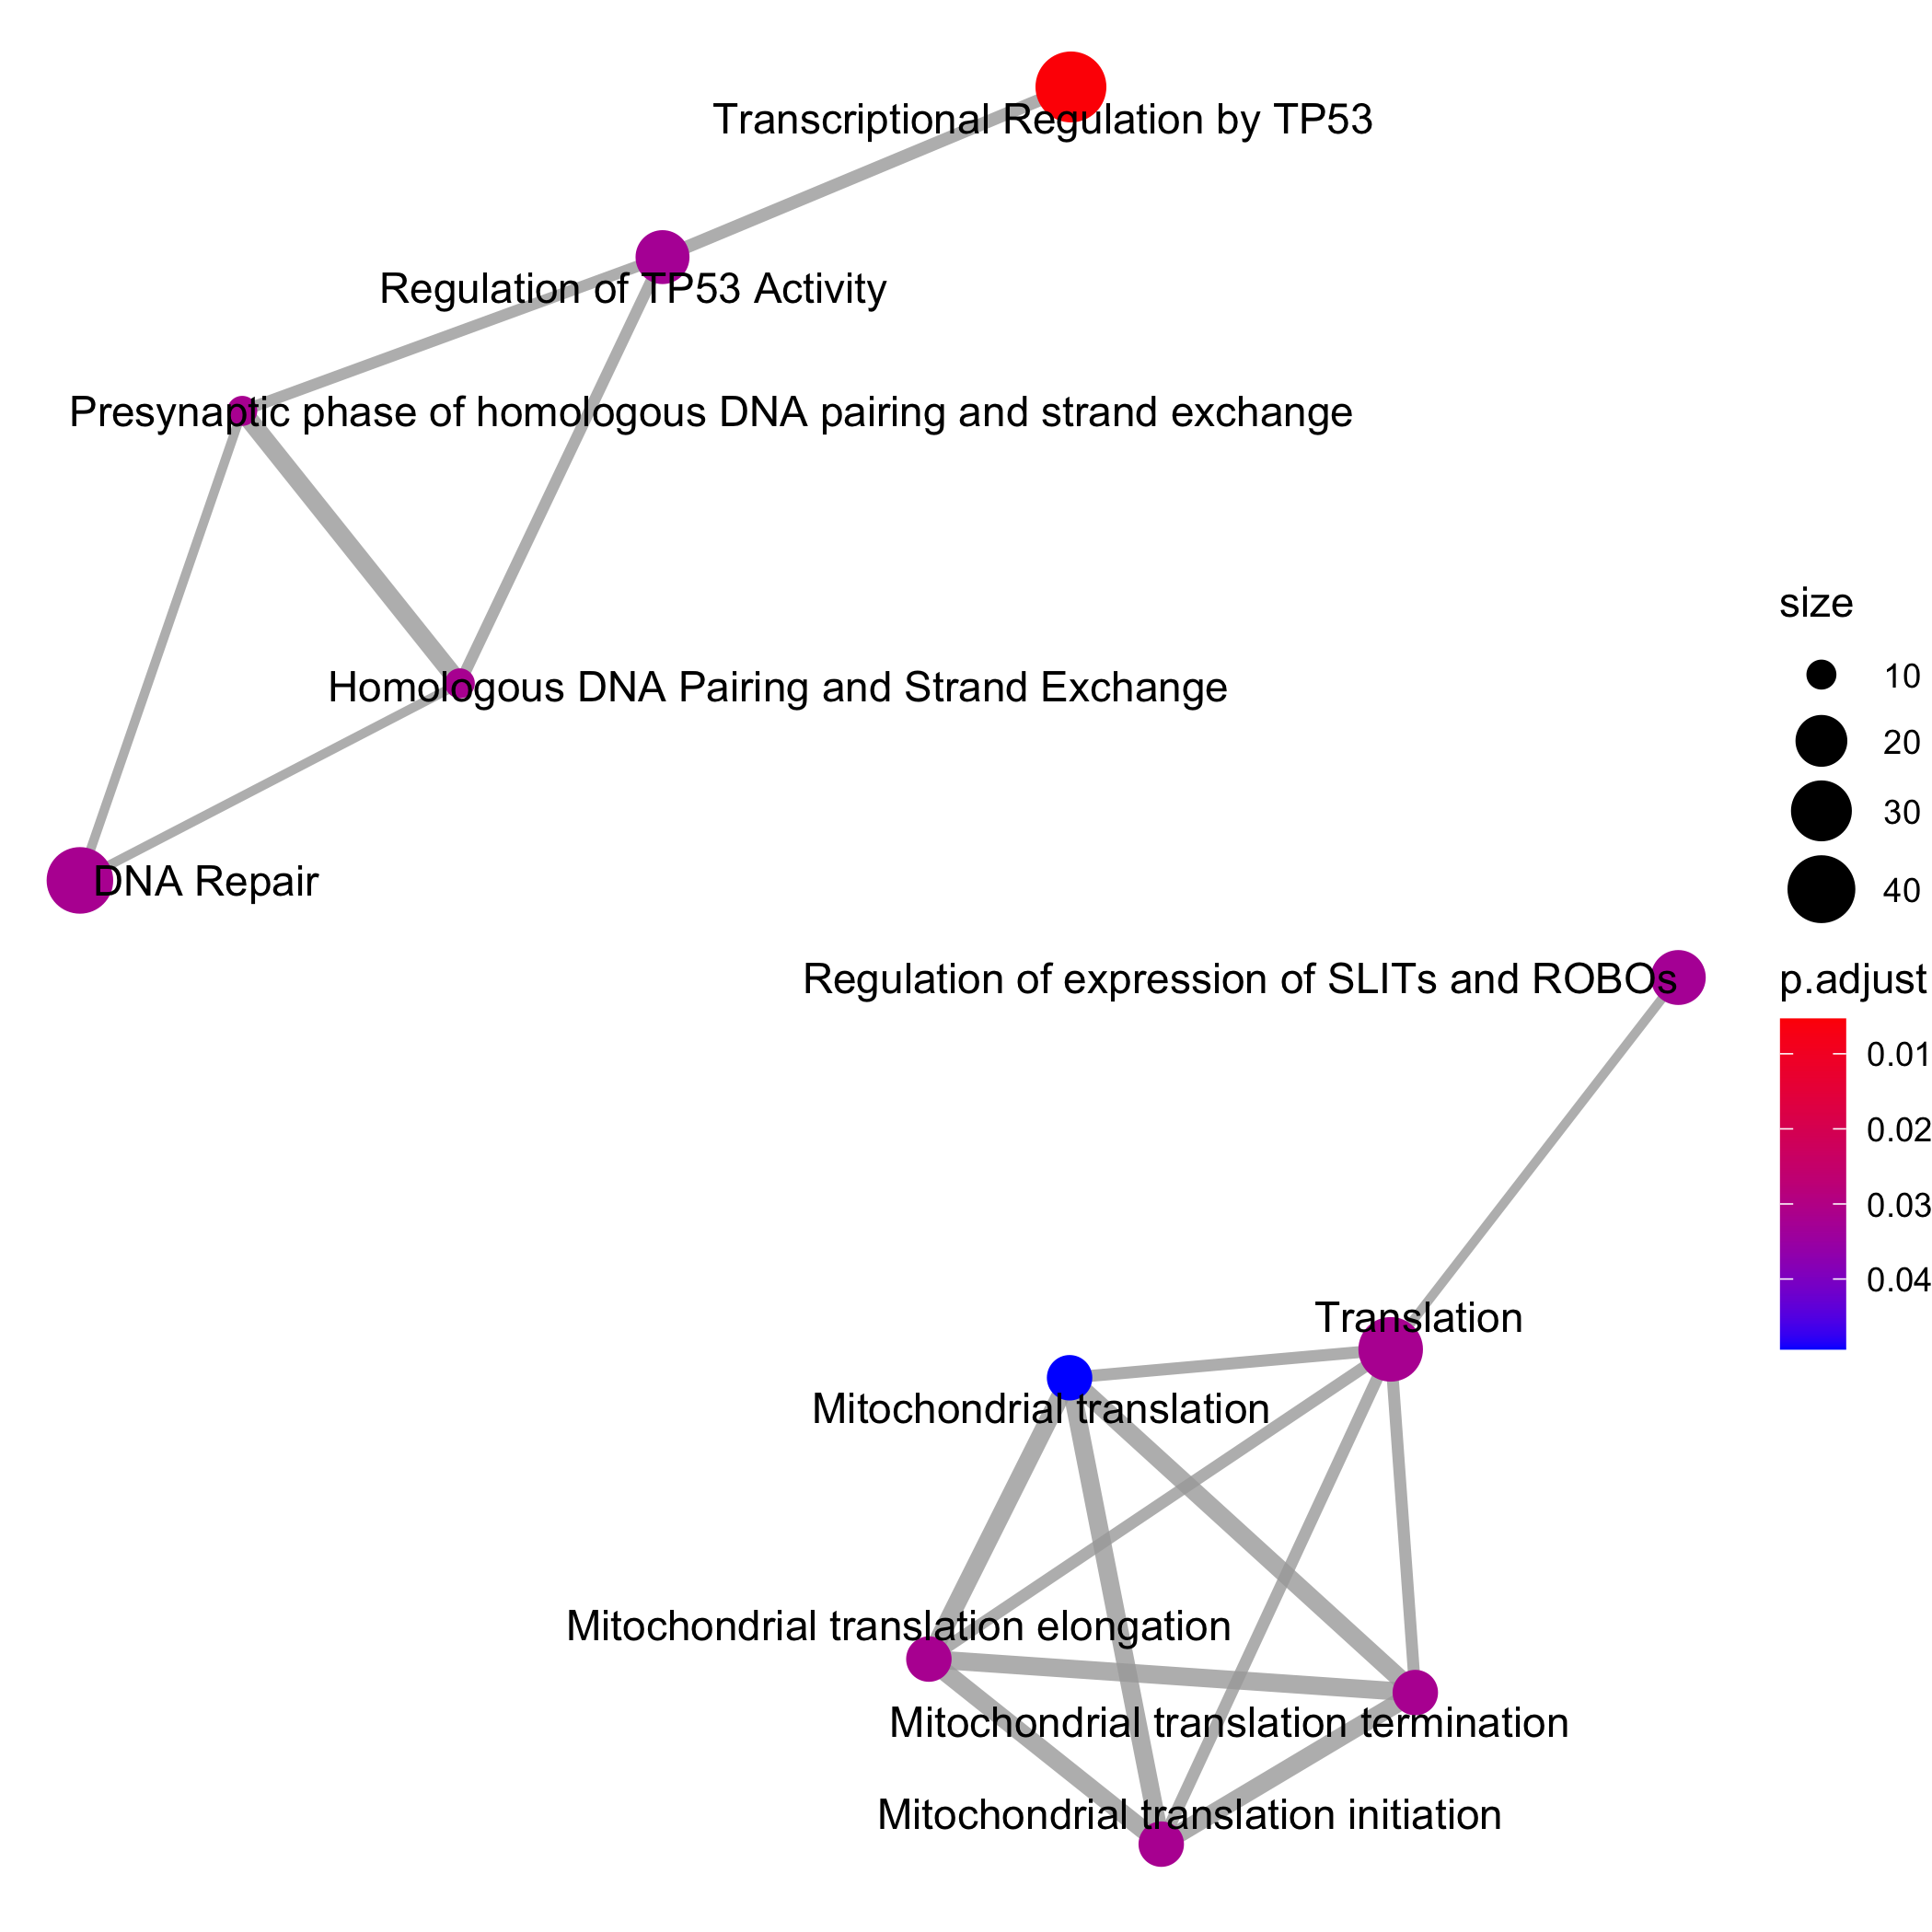 Transcriptional Regulation by TP53
Regulation of TP53 Activity
Presynaptic phase of homologous DNA pairing and strand exchange
Homologous DNA Pairing and Strand Exchange
DNA Repair
Regulation of expression of SLITs and ROBOs
Translation
Mitochondrial translation
Mitochondrial translation elongation
Mitochondrial translation termination
Mitochondrial translation initiation
size
10
20
30
40
p.adjust
0.01
0.02
0.03
0.04